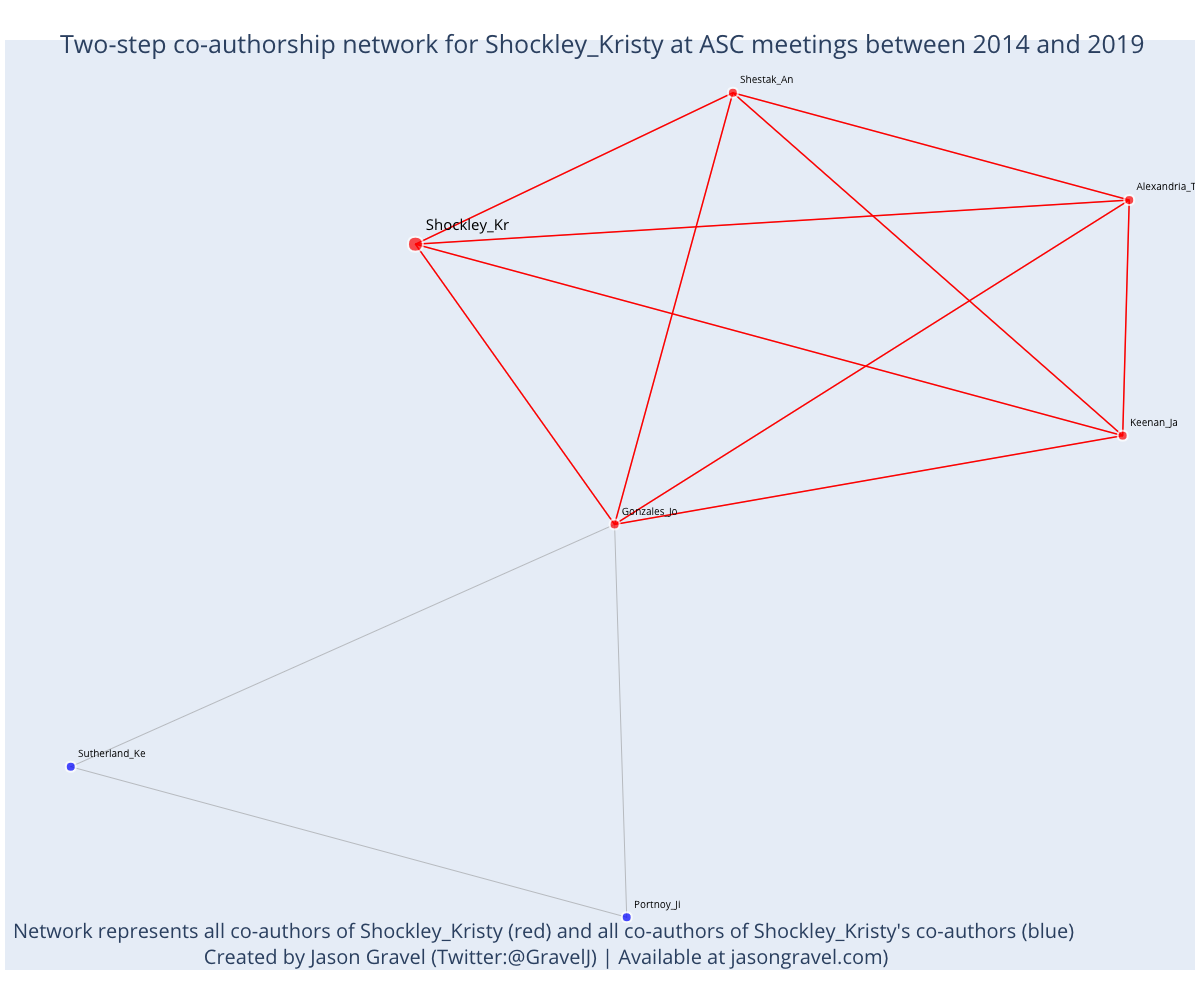 Two-step co-authorship network for Shockley_Kristy at ASC meetings between 2014 and 2019
Shestak_An
Alexandria_T
Shockley_Kr
Keenan_Ja
Gonzales_Jo
Sutherland_Ke
Portnoy_Ji
Network represents all co-authors of Shockley_Kristy (red) and all co-authors of Shockley_Kristy's co-authors (blue)
Created by Jason Gravel (Twitter:@GravelJ) | Available at jasongravel.com)